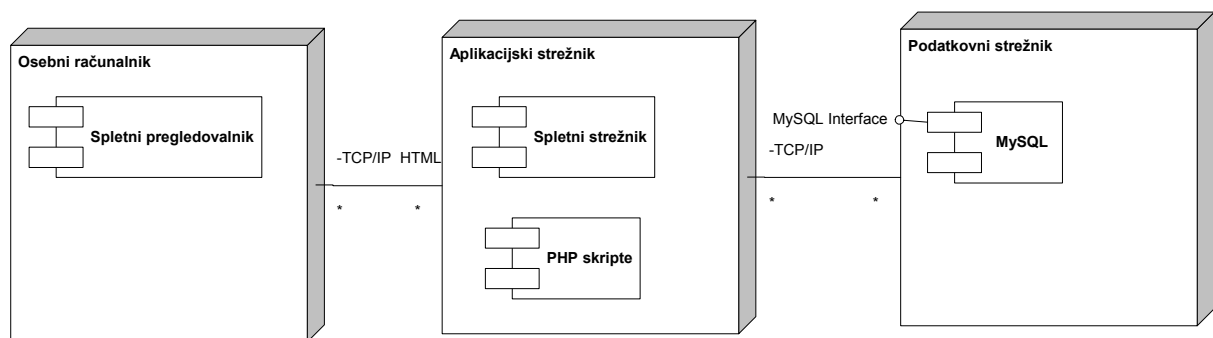 Osebni računalnik
Spletni pregledovalnik
-TCP/IP HTML
* *
Aplikacijski strežnik
Spletni strežnik
PHP skripte
MySQL Interface
-TCP/IP
* *
Podatkovni strežnik
MySQL